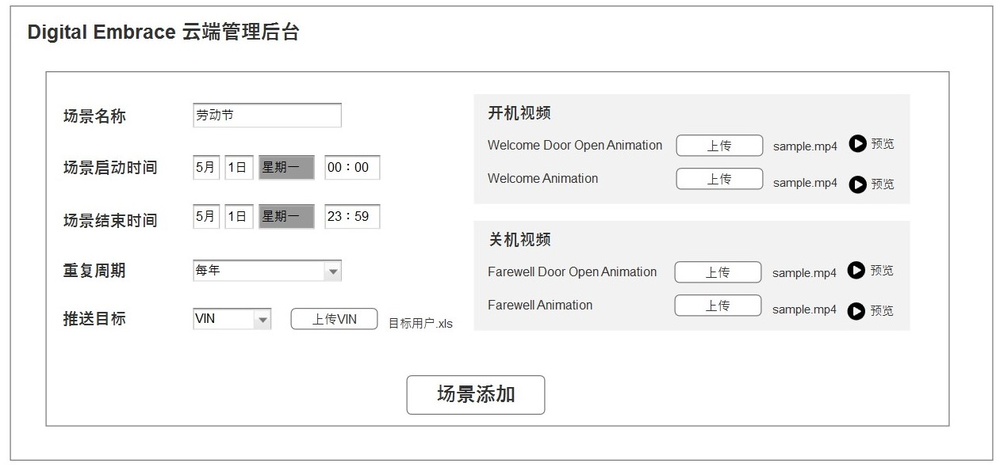 Digital Embrace 云端管理后台
场景名称 劳动节
场景启动时间 5月 1日 星期一 00：00
场景结束时间 5月 1日 星期一 23：59
重复周期 每年
推送目标 VIN 上传VIN 目标用户.xls
开机视频
Welcome Door Open Animation 上传 sample.mp4 预览
Welcome Animation 上传 sample.mp4 预览
关机视频
Farewell Door Open Animation 上传 sample.mp4 预览
Farewell Animation 上传 sample.mp4 预览
场景添加